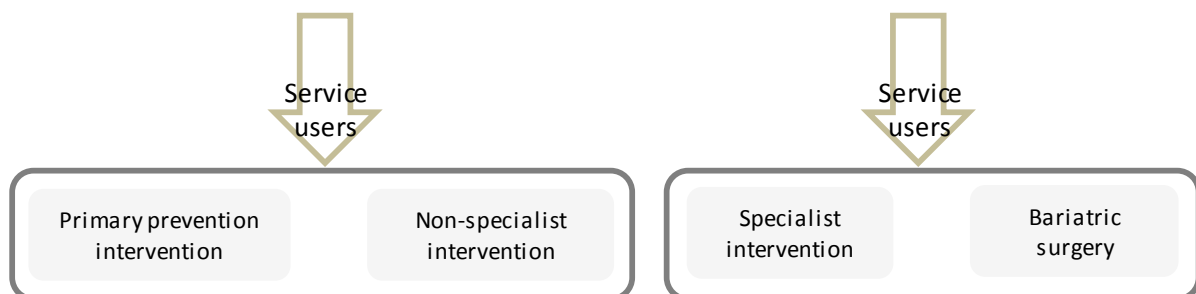 Service
users
Service
users
Primary prevention
intervention
Non-specialist
intervention
Specialist
intervention
Bariatric
surgery